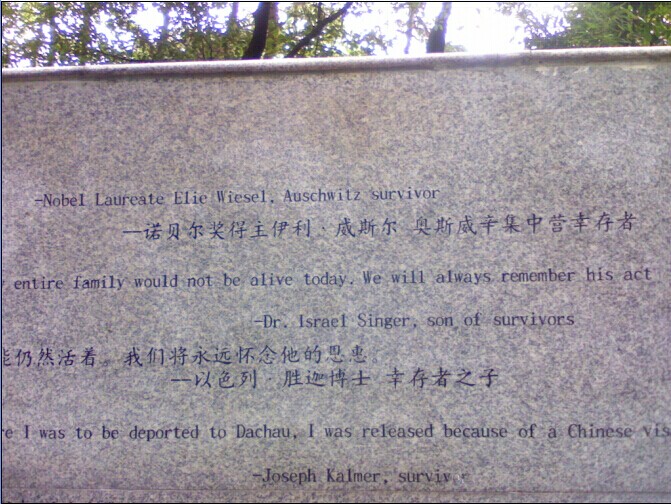 -Nobel Laureate Elie Wiesel, Auschwitz survivor
—诺贝尔奖得主伊利·威斯尔 奥斯威辛集中营幸存者
entire family would not be alive today. We will always remember his act
-Dr. Israel Singer, son of survivors
能仍然活着。我们将永远怀念他的恩惠
—以色列·胜迦博士 幸存者之子
re I was to be deported to Dachau, I was released because of a Chinese vis
-Joseph Kalmer, surviv